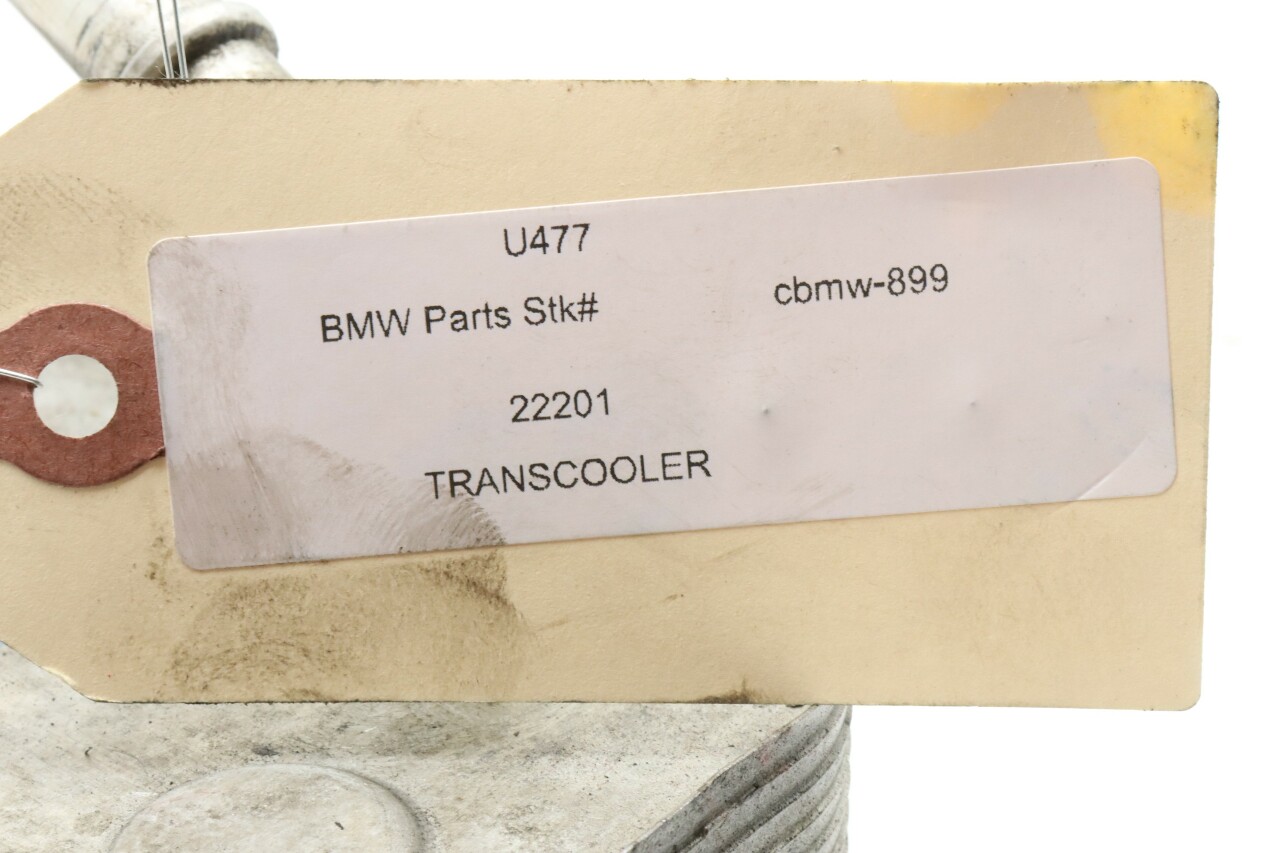 U477
BMW Parts Stk# cbmw-899
22201
TRANSCOOLER